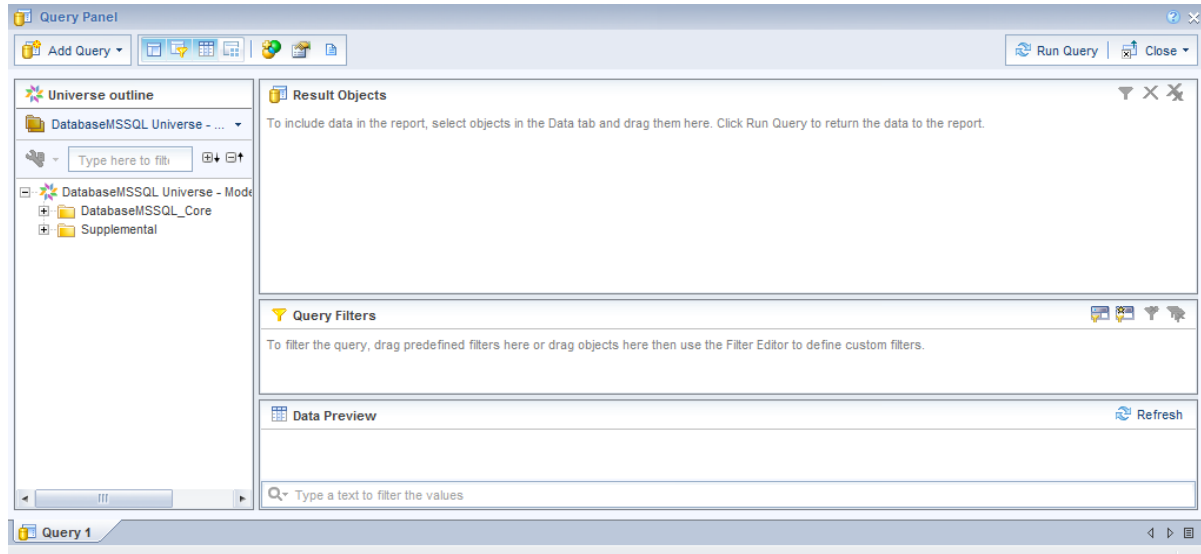 Query Panel
Add Query
Run Query
Close
Universe outline
DatabaseMSSQL Universe - ...
Type here to filt
DatabaseMSSQL Universe - Mode
DatabaseMSSQL_Core
Supplemental
Result Objects
To include data in the report, select objects in the Data tab and drag them here. Click Run Query to return the data to the report.
Query Filters
To filter the query, drag predefined filters here or drag objects here then use the Filter Editor to define custom filters.
Data Preview
Refresh
Type a text to filter the values
Query 1